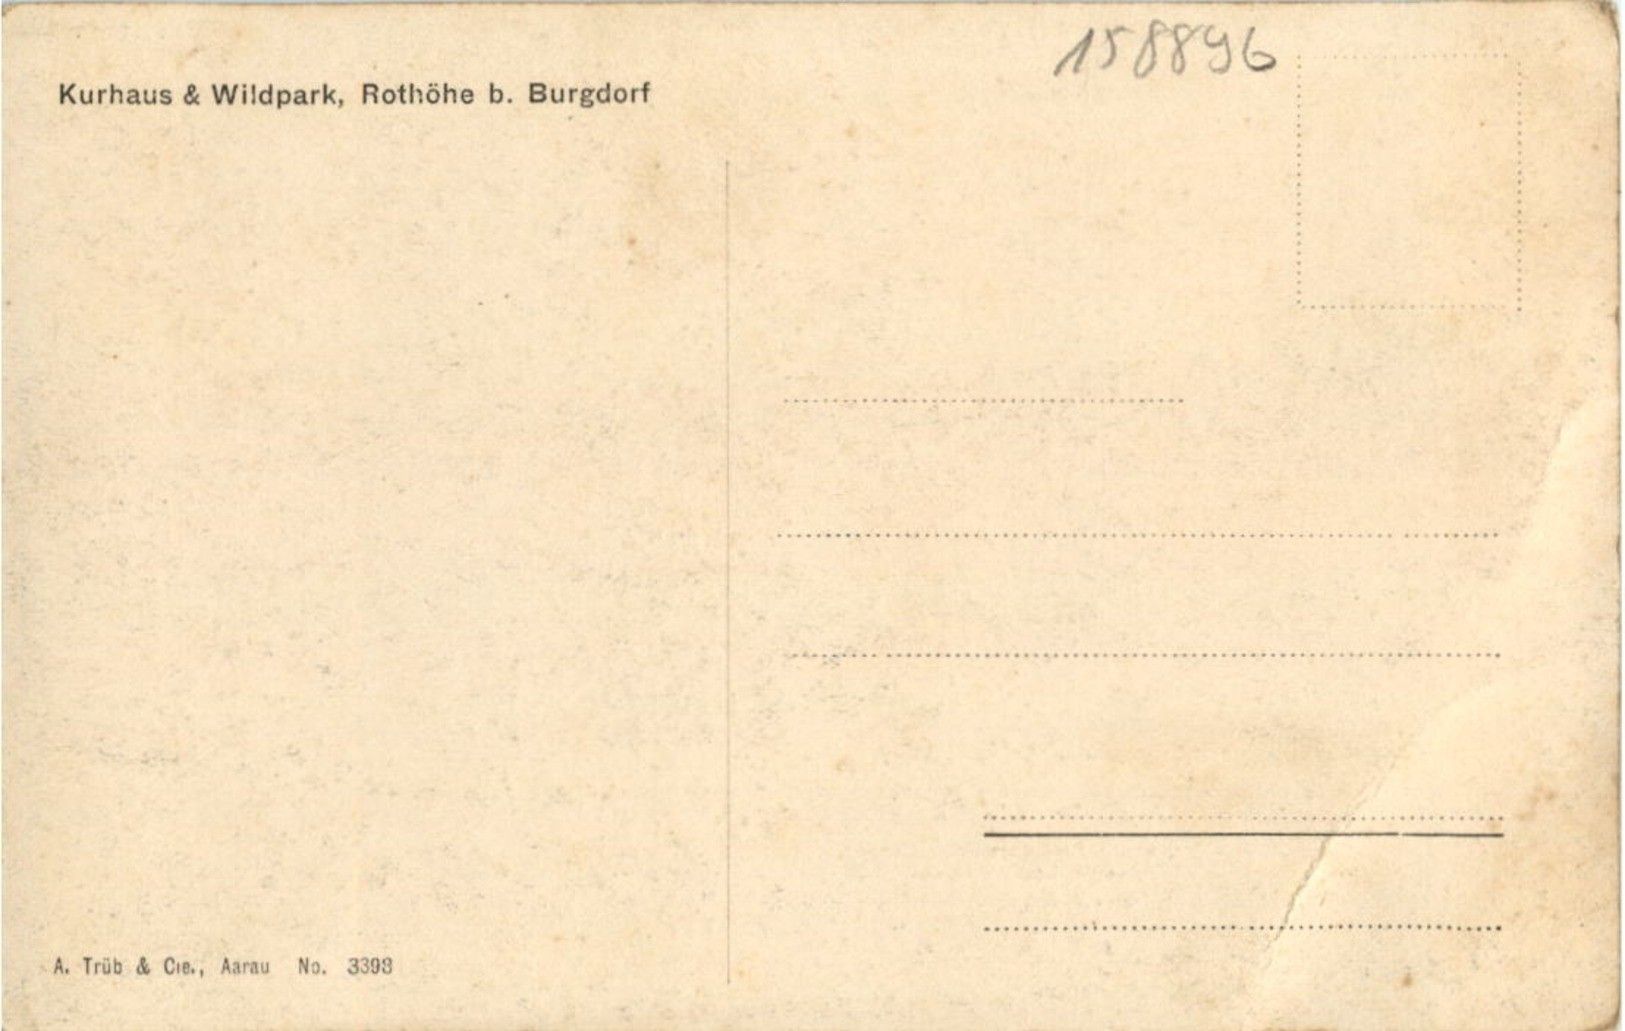 158896
Kurhaus & Wildpark, Rothöhe b. Burgdorf
A. Trüb & Cie., Aarau No. 3393